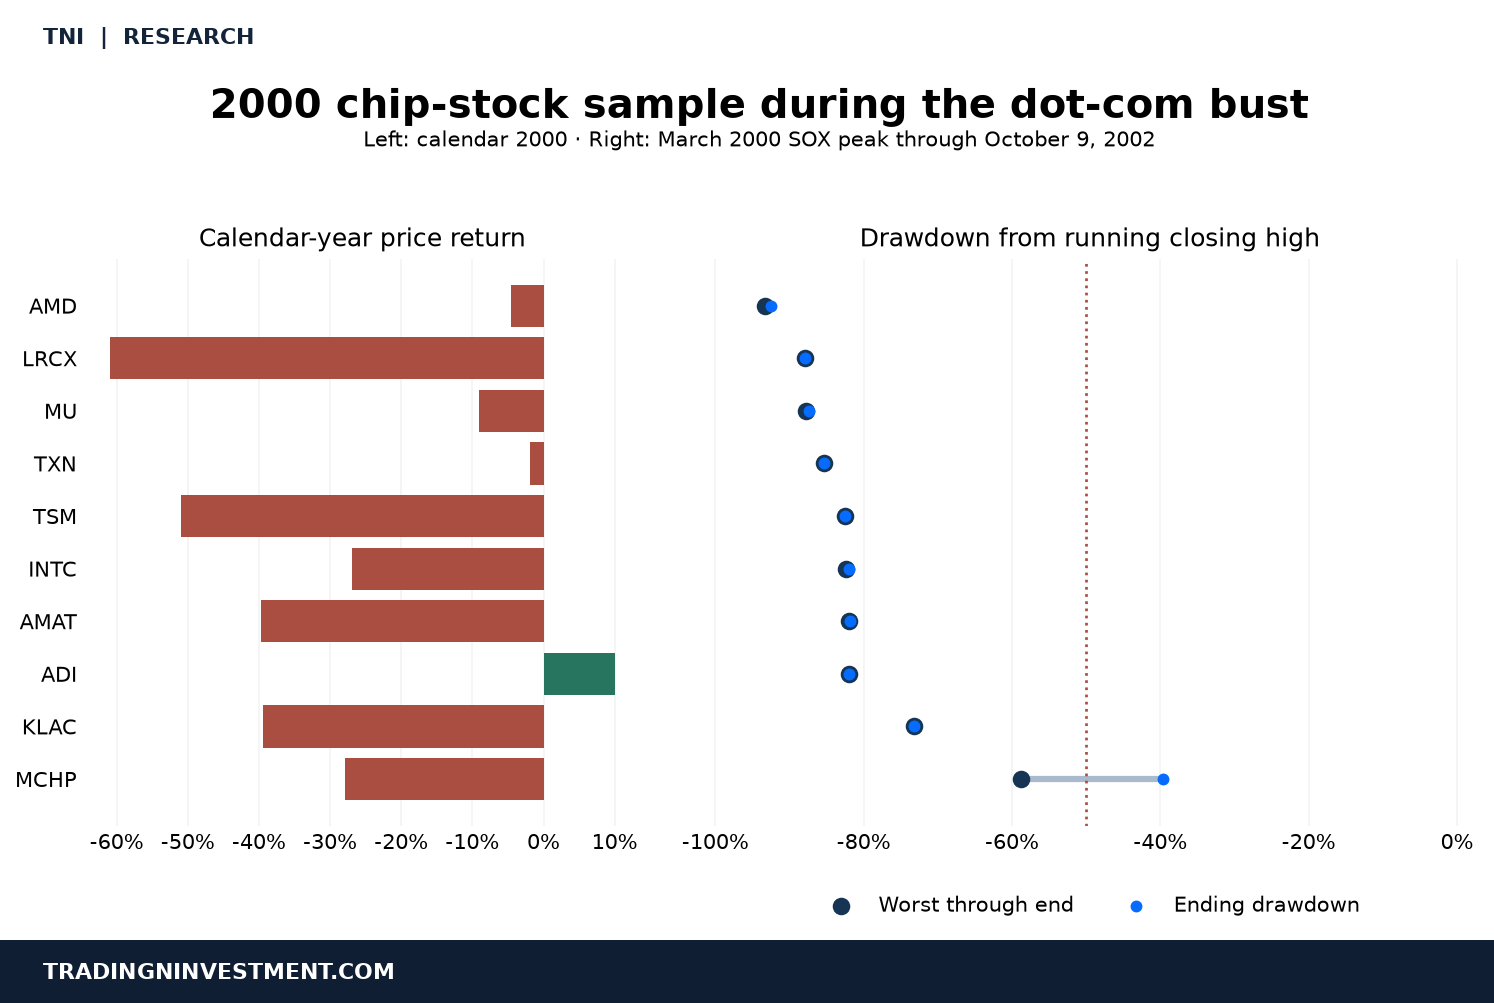 TNI | RESEARCH
2000 chip-stock sample during the dot-com bust
Left: calendar 2000 · Right: March 2000 SOX peak through October 9, 2002
Calendar-year price return
Drawdown from running closing high
AMD
LRCX
MU
TXN
TSM
INTC
AMAT
ADI
KLAC
MCHP
-60% -50% -40% -30% -20% -10% 0% 10%
-100% -80% -60% -40% -20% 0%
Worst through end
Ending drawdown
TRADINGNINVESTMENT.COM